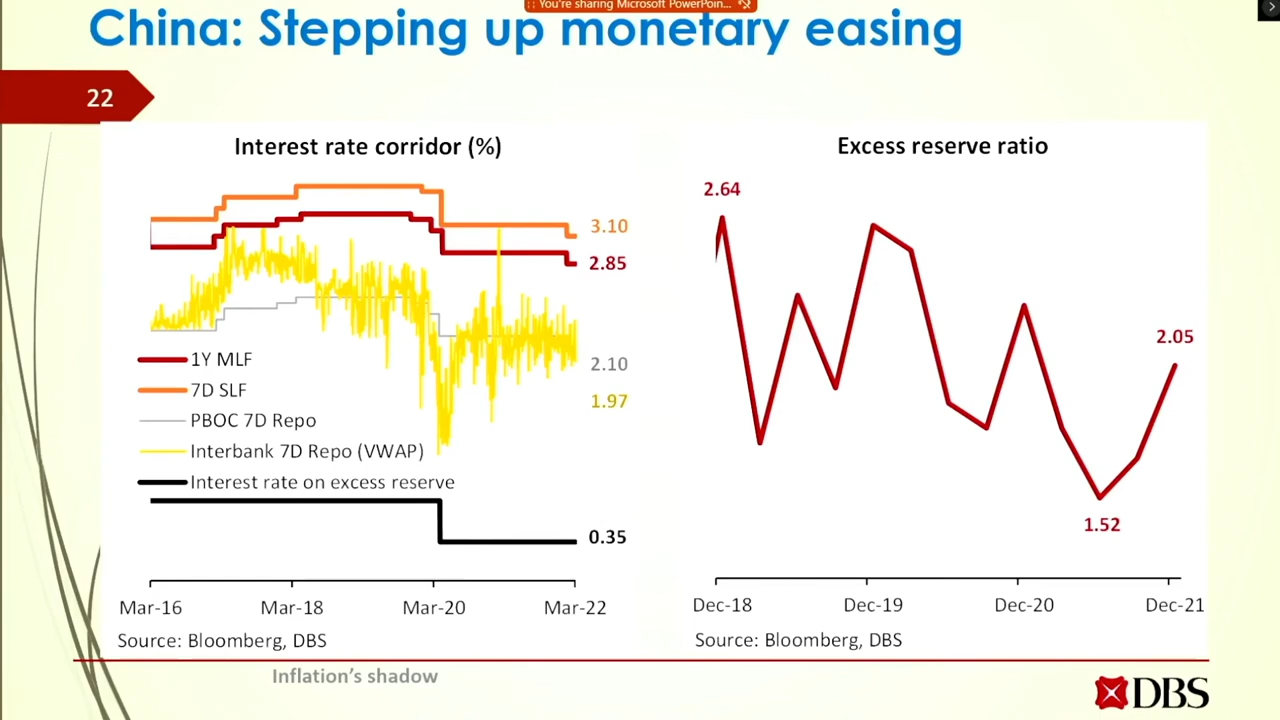 :: You're sharing Microsoft PowerPoin...
China: Stepping up monetary easing
22
Interest rate corridor (%)
3.10
2.85
2.10
1.97
0.35
1Y MLF
7D SLF
PBOC 7D Repo
Interbank 7D Repo (VWAP)
Interest rate on excess reserve
Mar-16 Mar-18 Mar-20 Mar-22
Source: Bloomberg, DBS
Excess reserve ratio
2.64
2.05
1.52
Dec-18 Dec-19 Dec-20 Dec-21
Source: Bloomberg, DBS
Inflation's shadow
DBS